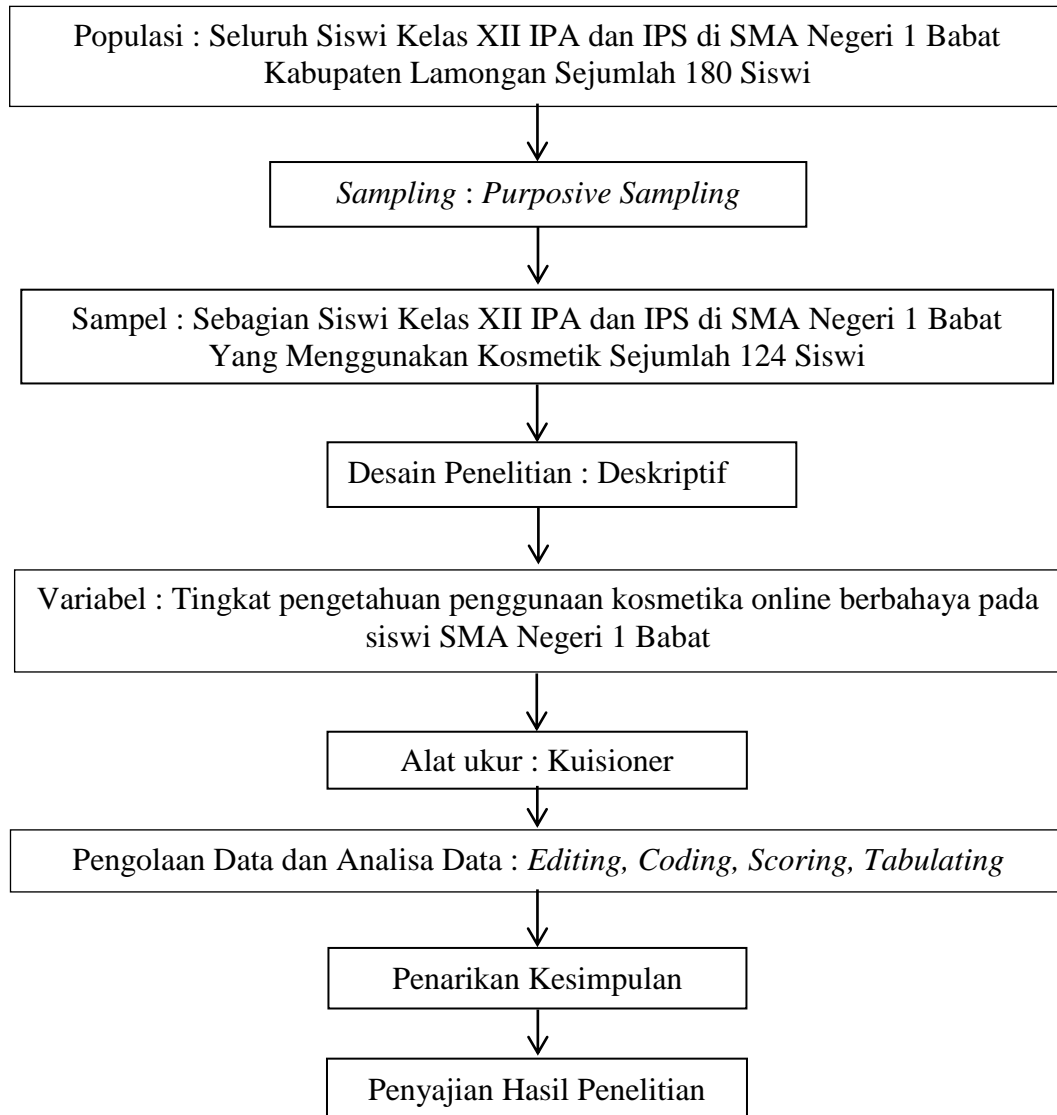 Populasi : Seluruh Siswi Kelas XII IPA dan IPS di SMA Negeri 1 Babat
Kabupaten Lamongan Sejumlah 180 Siswi
Sampling : Purposive Sampling
Sampel : Sebagian Siswi Kelas XII IPA dan IPS di SMA Negeri 1 Babat
Yang Menggunakan Kosmetik Sejumlah 124 Siswi
Desain Penelitian : Deskriptif
Variabel : Tingkat pengetahuan penggunaan kosmetika online berbahaya pada
siswi SMA Negeri 1 Babat
Alat ukur : Kuisioner
Pengolaan Data dan Analisa Data : Editing, Coding, Scoring, Tabulating
Penarikan Kesimpulan
Penyajian Hasil Penelitian